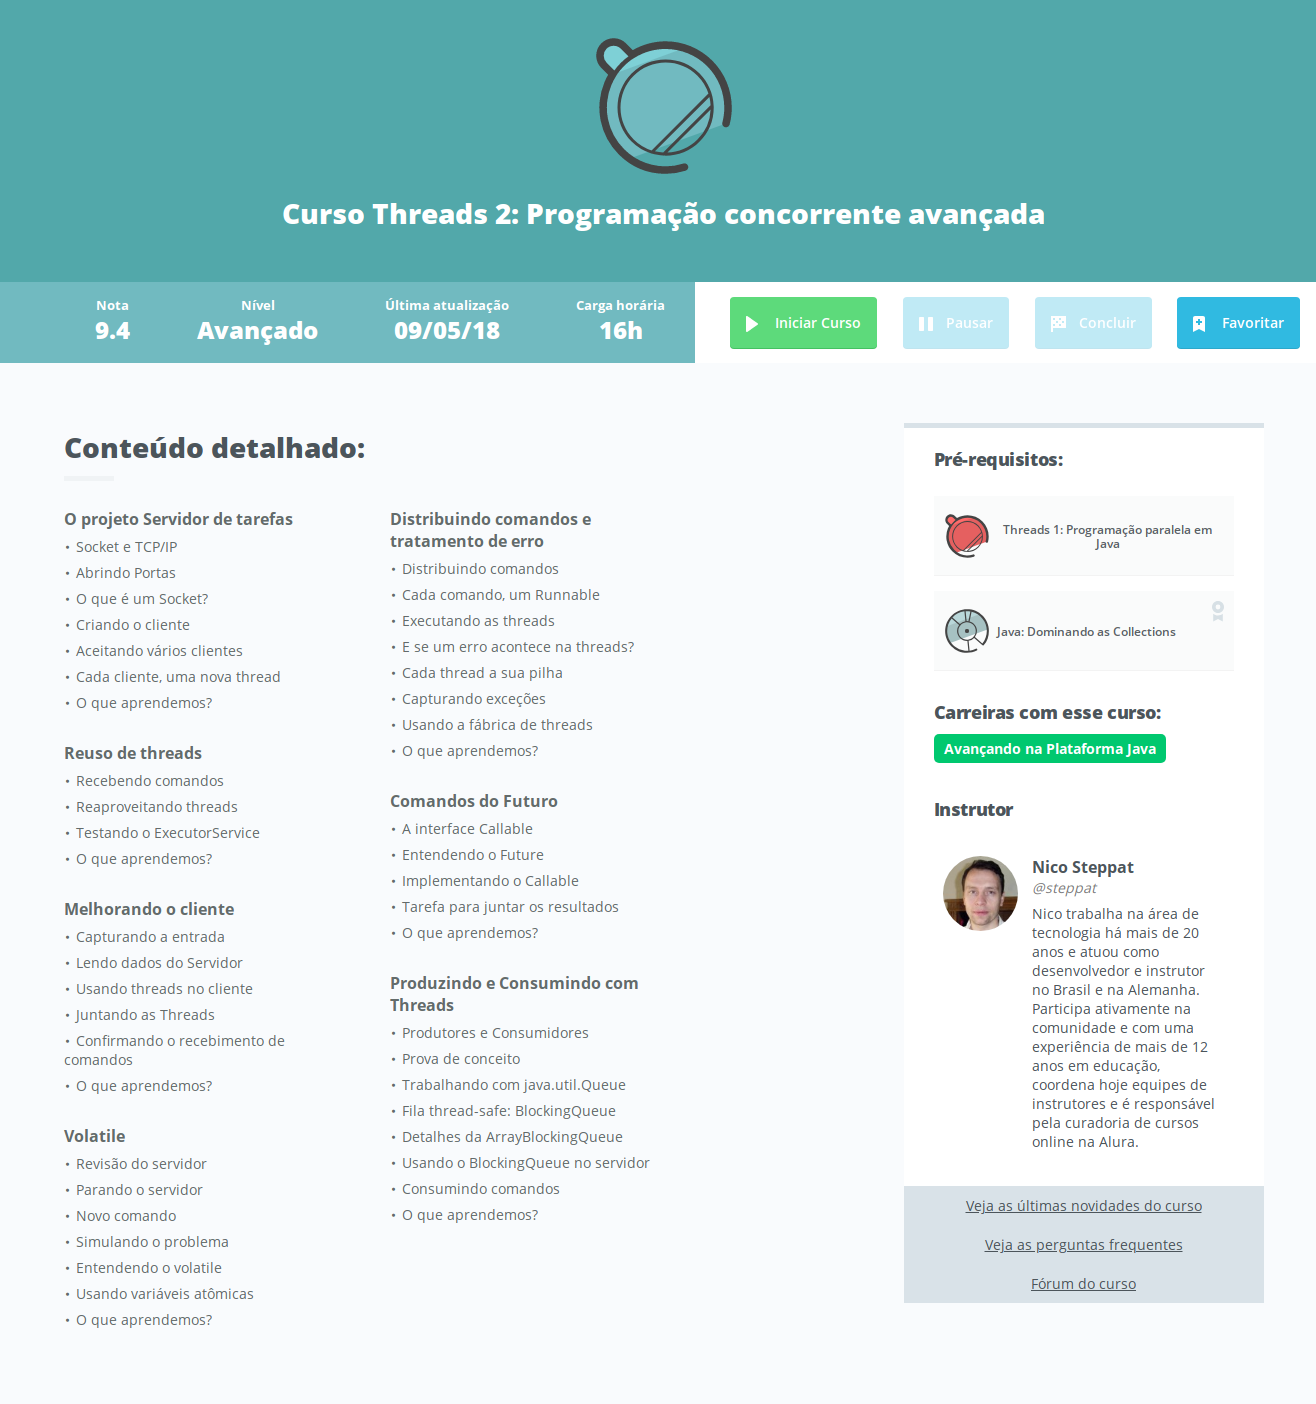 Curso Threads 2: Programação concorrente avançada
Nota
9.4
Nível
Avançado
Última atualização
09/05/18
Carga horária
16h
Iniciar Curso
Pausar
Concluir
Favoritar
Conteúdo detalhado:
O projeto Servidor de tarefas
• Socket e TCP/IP
• Abrindo Portas
• O que é um Socket?
• Criando o cliente
• Aceitando vários clientes
• Cada cliente, uma nova thread
• O que aprendemos?
Reuso de threads
• Recebendo comandos
• Reaproveitando threads
• Testando o ExecutorService
• O que aprendemos?
Melhorando o cliente
• Capturando a entrada
• Lendo dados do Servidor
• Usando threads no cliente
• Juntando as Threads
• Confirmando o recebimento de
comandos
• O que aprendemos?
Volatile
• Revisão do servidor
• Parando o servidor
• Novo comando
• Simulando o problema
• Entendendo o volatile
• Usando variáveis atômicas
• O que aprendemos?
Distribuindo comandos e
tratamento de erro
• Distribuindo comandos
• Cada comando, um Runnable
• Executando as threads
• E se um erro acontece na threads?
• Cada thread a sua pilha
• Capturando exceções
• Usando a fábrica de threads
• O que aprendemos?
Comandos do Futuro
• A interface Callable
• Entendendo o Future
• Implementando o Callable
• Tarefa para juntar os resultados
• O que aprendemos?
Produzindo e Consumindo com
Threads
• Produtores e Consumidores
• Prova de conceito
• Trabalhando com java.util.Queue
• Fila thread-safe: BlockingQueue
• Detalhes da ArrayBlockingQueue
• Usando o BlockingQueue no servidor
• Consumindo comandos
• O que aprendemos?
Pré-requisitos:
Threads 1: Programação paralela em
Java
Java: Dominando as Collections
Carreiras com esse curso:
Avançando na Plataforma Java
Instrutor
Nico Steppat
@steppat
Nico trabalha na área de
tecnologia há mais de 20
anos e atuou como
desenvolvedor e instrutor
no Brasil e na Alemanha.
Participa ativamente na
comunidade e com uma
experiência de mais de 12
anos em educação,
coordena hoje equipes de
instrutores e é responsável
pela curadoria de cursos
online na Alura.
Veja as últimas novidades do curso
Veja as perguntas frequentes
Fórum do curso